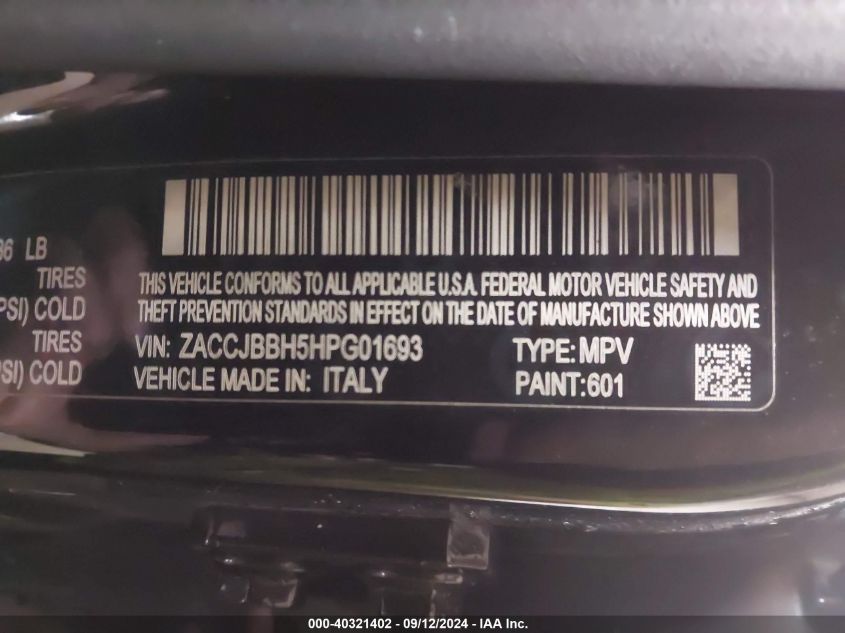 36 LB
TIRES
PSI) COLD
TIRES
PSI) COLD
THIS VEHICLE CONFORMS TO ALL APPLICABLE U.S.A. FEDERAL MOTOR VEHICLE SAFETY AND
THEFT PREVENTION STANDARDS IN EFFECT ON THE DATE OF MANUFACTURE SHOWN ABOVE
VIN: ZACCJBBH5HPG01693 TYPE: MPV
VEHICLE MADE IN: ITALY PAINT:601
000-40321402 - 09/12/2024 - IAA Inc.